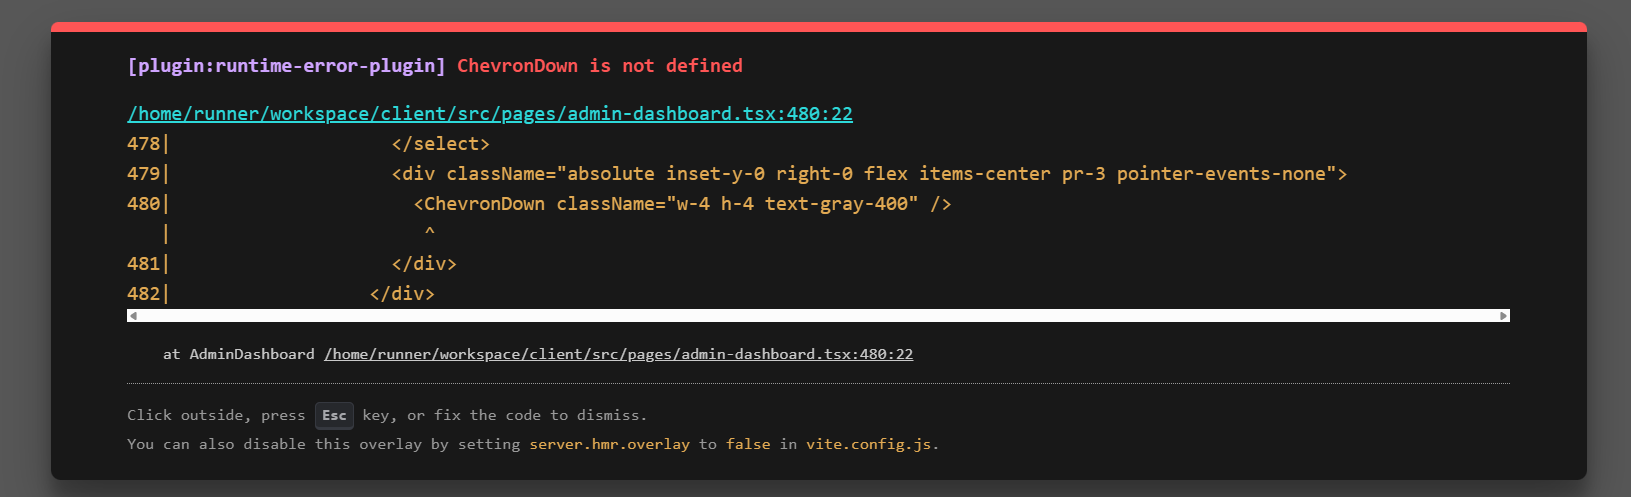 [plugin:runtime-error-plugin] ChevronDown is not defined
/home/runner/workspace/client/src/pages/admin-dashboard.tsx:480:22
478|                    </select>
479|                    <div className="absolute inset-y-0 right-0 flex items-center pr-3 pointer-events-none">
480|                      <ChevronDown className="w-4 h-4 text-gray-400" />
   |                       ^
481|                    </div>
482|                  </div>
at AdminDashboard /home/runner/workspace/client/src/pages/admin-dashboard.tsx:480:22
Click outside, press Esc key, or fix the code to dismiss.
You can also disable this overlay by setting server.hmr.overlay to false in vite.config.js.